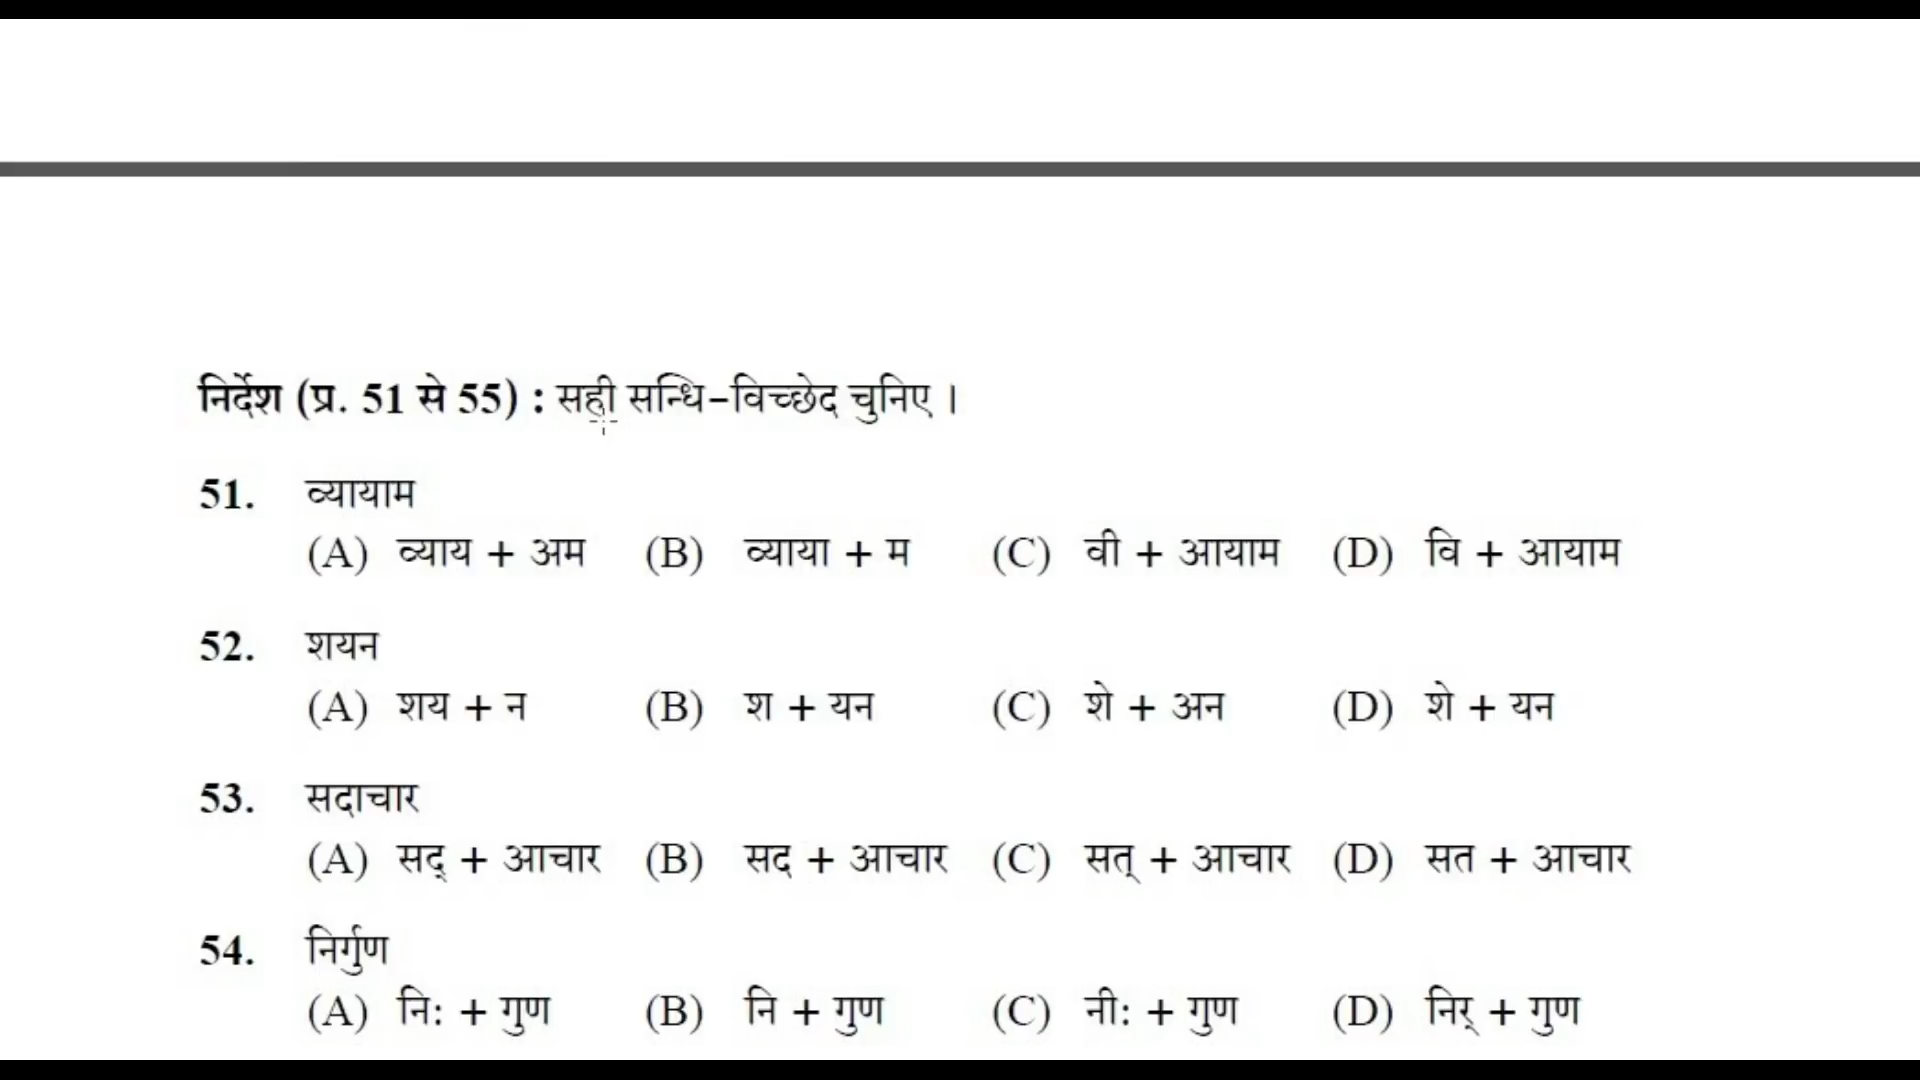 निर्देश (प्र. 51 से 55) : सही सन्धि-विच्छेद चुनिए ।
51. व्यायाम
(A) व्याय + अम (B) व्याया + म (C) वी + आयाम (D) वि + आयाम
52. शयन
(A) शय + न (B) श + यन (C) शे + अन (D) शे + यन
53. सदाचार
(A) सद् + आचार (B) सद + आचार (C) सत् + आचार (D) सत + आचार
54. निर्गुण
(A) निः + गुण (B) नि + गुण (C) नीः + गुण (D) निर् + गुण